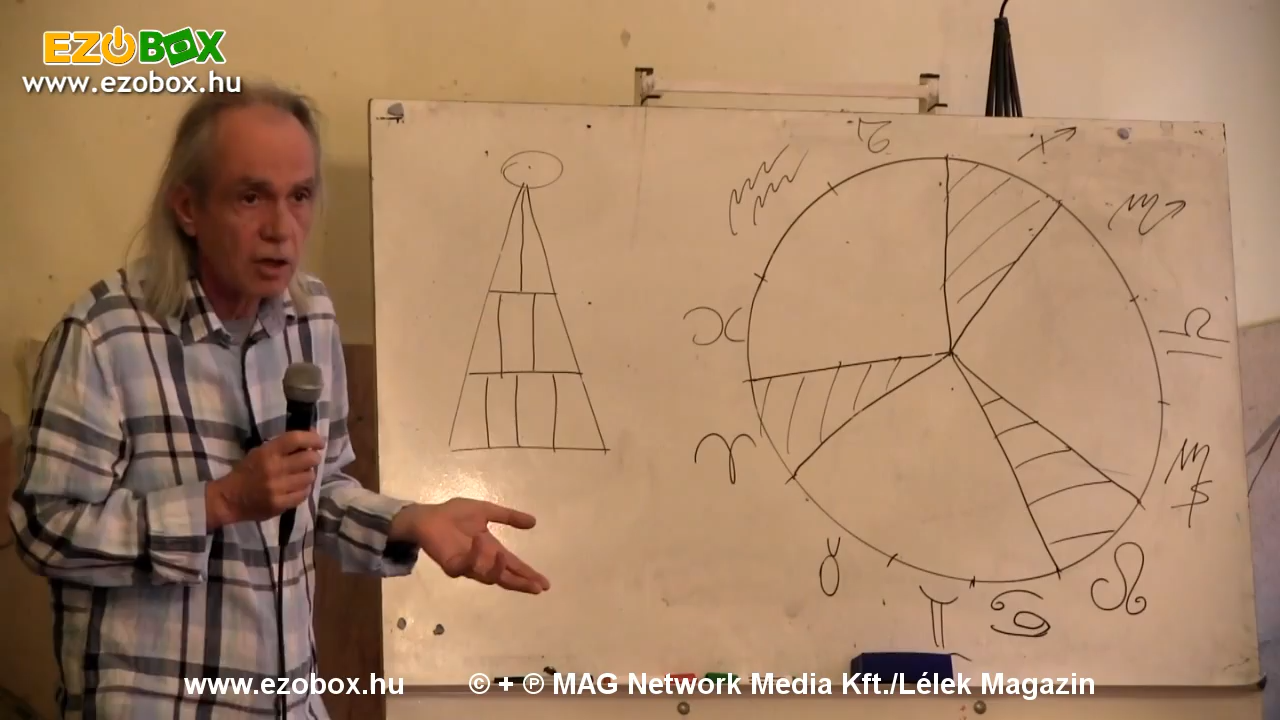 EZOBOX
www.ezobox.hu
♑ ♐
♒ ♏
♓ ♎
♈ ♍
♉ ♊ ♋ ♌
www.ezobox.hu © + ℗ MAG Network Media Kft./Lélek Magazin